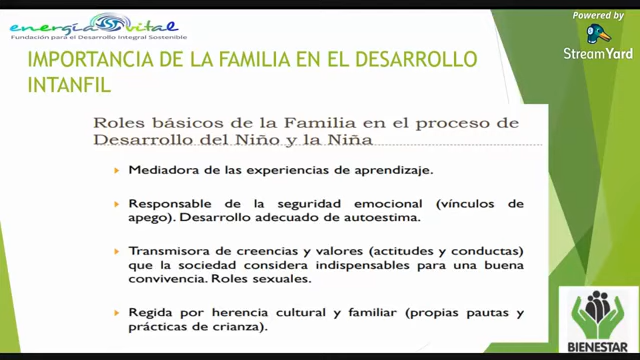 energía vital
Fundación para el Desarrollo Integral Sostenible
Powered by
StreamYard
IMPORTANCIA DE LA FAMILIA EN EL DESARROLLO
INTANFIL
Roles básicos de la Familia en el proceso de
Desarrollo del Niño y la Niña
Mediadora de las experiencias de aprendizaje.
Responsable de la seguridad emocional (vínculos de
apego). Desarrollo adecuado de autoestima.
Transmisora de creencias y valores (actitudes y conductas)
que la sociedad considera indispensables para una buena
convivencia. Roles sexuales.
Regida por herencia cultural y familiar (propias pautas y
prácticas de crianza).
BIENESTAR